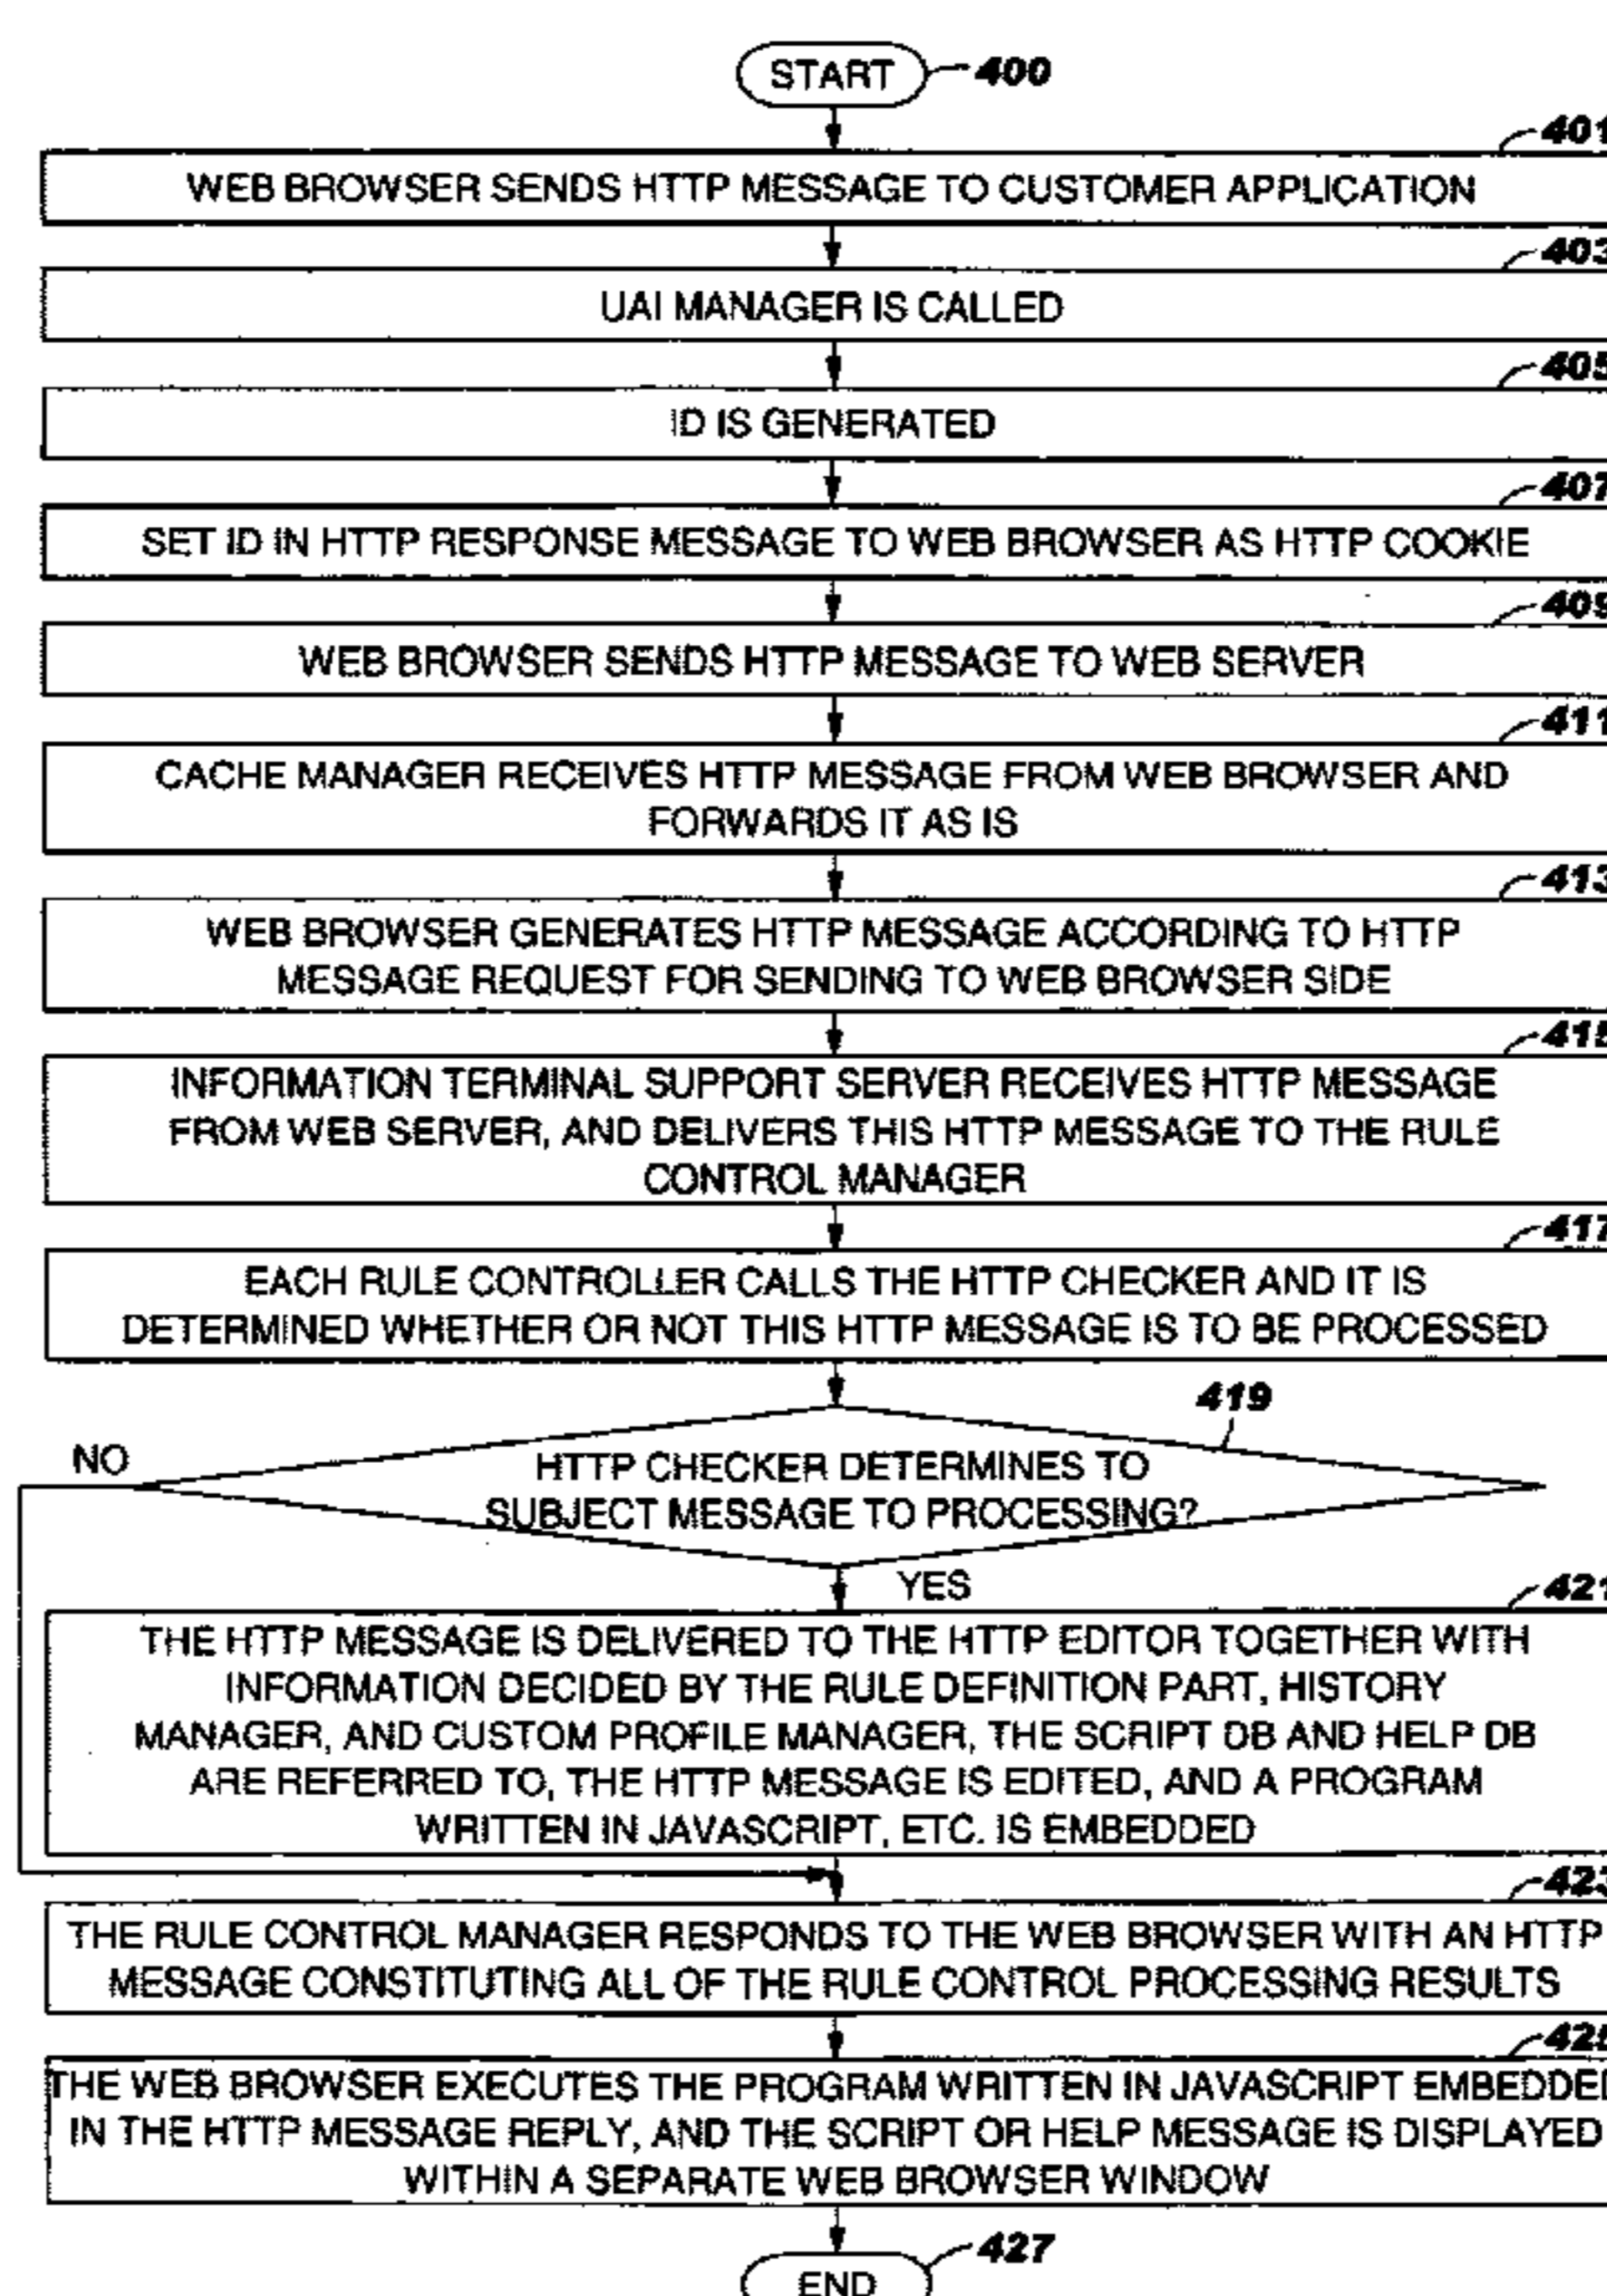 START
400
401
WEB BROWSER SENDS HTTP MESSAGE TO CUSTOMER APPLICATION
403
UAI MANAGER IS CALLED
405
ID IS GENERATED
407
SET ID IN HTTP RESPONSE MESSAGE TO WEB BROWSER AS HTTP COOKIE
409
WEB BROWSER SENDS HTTP MESSAGE TO WEB SERVER
411
CACHE MANAGER RECEIVES HTTP MESSAGE FROM WEB BROWSER AND
FORWARDS IT AS IS
413
WEB BROWSER GENERATES HTTP MESSAGE ACCORDING TO HTTP
MESSAGE REQUEST FOR SENDING TO WEB BROWSER SIDE
415
INFORMATION TERMINAL SUPPORT SERVER RECEIVES HTTP MESSAGE
FROM WEB SERVER, AND DELIVERS THIS HTTP MESSAGE TO THE RULE
CONTROL MANAGER
417
EACH RULE CONTROLLER CALLS THE HTTP CHECKER AND IT IS
DETERMINED WHETHER OR NOT THIS HTTP MESSAGE IS TO BE PROCESSED
419
NO
HTTP CHECKER DETERMINES TO
SUBJECT MESSAGE TO PROCESSING?
YES
421
THE HTTP MESSAGE IS DELIVERED TO THE HTTP EDITOR TOGETHER WITH
INFORMATION DECIDED BY THE RULE DEFINITION PART, HISTORY
MANAGER, AND CUSTOM PROFILE MANAGER, THE SCRIPT DB AND HELP DB
ARE REFERRED TO, THE HTTP MESSAGE IS EDITED, AND A PROGRAM
WRITTEN IN JAVASCRIPT, ETC. IS EMBEDDED
423
THE RULE CONTROL MANAGER RESPONDS TO THE WEB BROWSER WITH AN HTTP
MESSAGE CONSTITUTING ALL OF THE RULE CONTROL PROCESSING RESULTS
425
THE WEB BROWSER EXECUTES THE PROGRAM WRITTEN IN JAVASCRIPT EMBEDDED
IN THE HTTP MESSAGE REPLY, AND THE SCRIPT OR HELP MESSAGE IS DISPLAYED
WITHIN A SEPARATE WEB BROWSER WINDOW
427
END